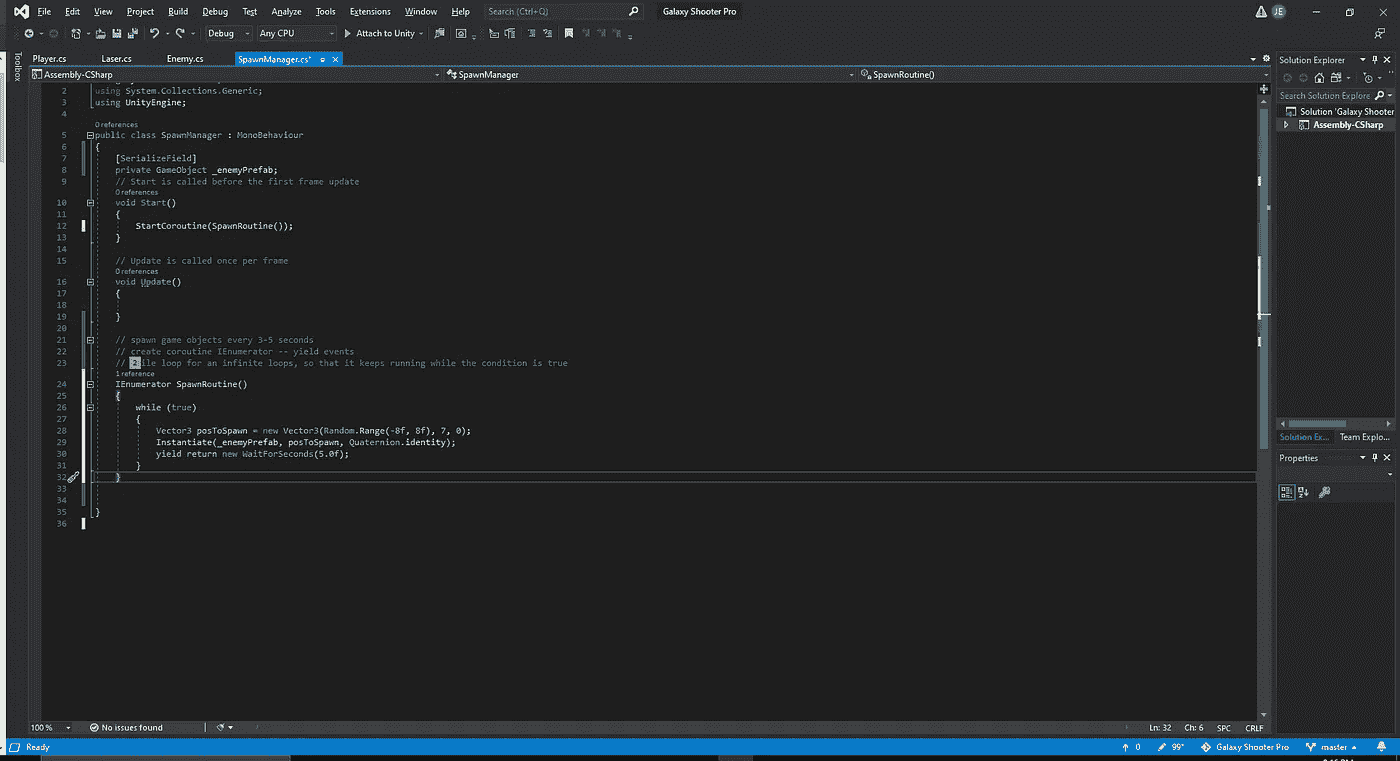 File Edit View Project Build Debug Test Analyze Tools Extensions Window Help Search (Ctrl+Q) Galaxy Shooter Pro JE
Debug Any CPU Attach to Unity
Toolbox
Player.cs Laser.cs Enemy.cs SpawnManager.cs*
Assembly-CSharp SpawnManager SpawnRoutine()
2 using System.Collections.Generic;
3 using UnityEngine;
4
0 references
5 public class SpawnManager : MonoBehaviour
6 {
7 [SerializeField]
8 private GameObject _enemyPrefab;
9 // Start is called before the first frame update
0 references
10 void Start()
11 {
12 StartCoroutine(SpawnRoutine());
13 }
14
15 // Update is called once per frame
0 references
16 void Update()
17 {
18
19 }
20
21 // spawn game objects every 3-5 seconds
22 // create coroutine IEnumerator -- yield events
23 // 2 ile loop for an infinite loops, so that it keeps running while the condition is true
1 reference
24 IEnumerator SpawnRoutine()
25 {
26 while (true)
27 {
28 Vector3 posToSpawn = new Vector3(Random.Range(-8f, 8f), 7, 0);
29 Instantiate(_enemyPrefab, posToSpawn, Quaternion.identity);
30 yield return new WaitForSeconds(5.0f);
31 }
32 }
33
34
35 }
36
Solution Explorer
Search Solution Explore
Solution 'Galaxy Shooter
Assembly-CSharp
Solution Ex... Team Explo...
Properties
100 % No issues found Ln: 32 Ch: 6 SPC CRLF
Ready 0 99* Galaxy Shooter Pro master